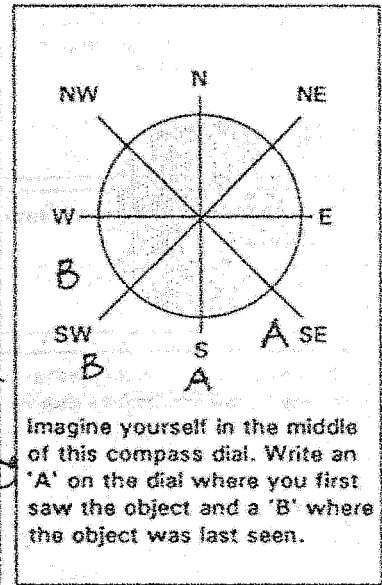 N
NW NE
W E
B
SW A SE
B S
A
Imagine yourself in the middle
of this compass dial. Write an
'A' on the dial where you first
saw the object and a 'B' where
the object was last seen.